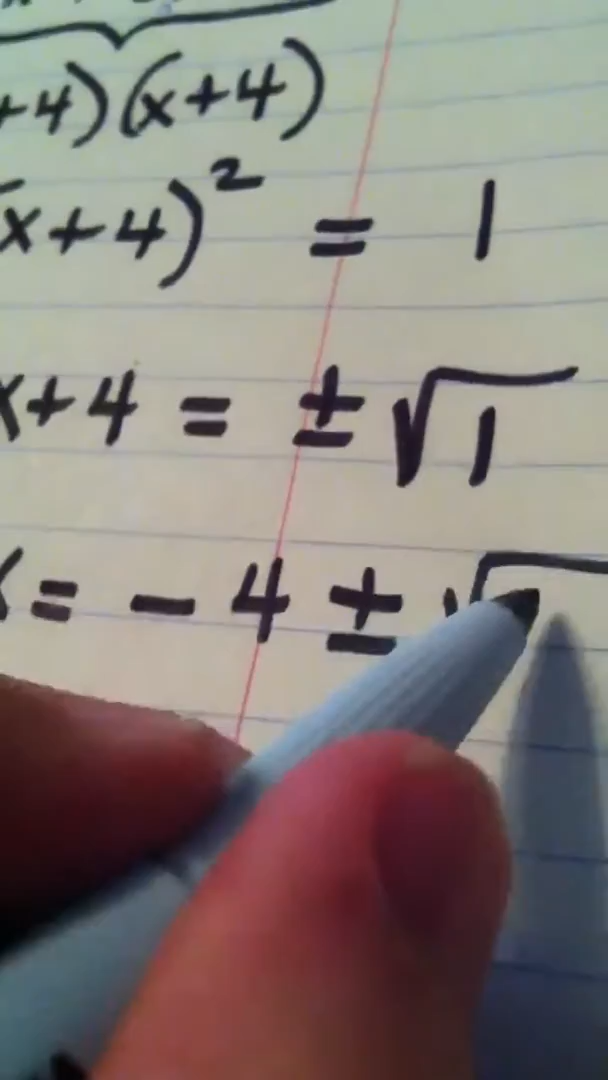 +4)(x+4)
(x+4)² = 1
x+4 = ±√1
x = - 4 ± √